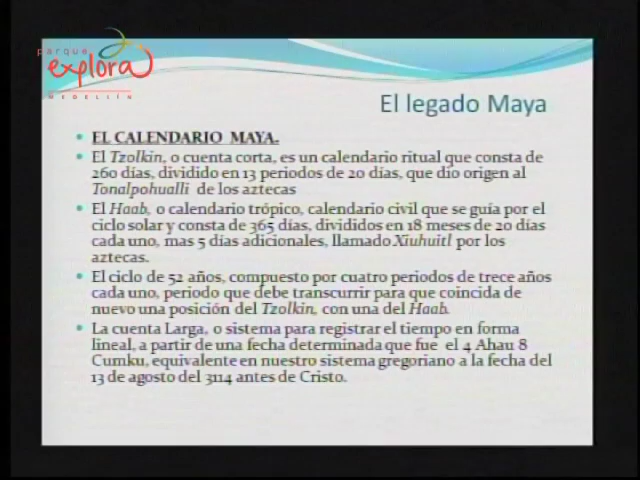 parque
explora
MEDELLÍN
El legado Maya
EL CALENDARIO MAYA.
El Tzolkin, o cuenta corta, es un calendario ritual que consta de
260 días, dividido en 13 periodos de 20 días, que dio origen al
Tonalpohualli de los aztecas
El Haab, o calendario trópico, calendario civil que se guía por el
ciclo solar y consta de 365 días, divididos en 18 meses de 20 días
cada uno, mas 5 días adicionales, llamado Xiuhuitl por los
aztecas.
El ciclo de 52 años, compuesto por cuatro periodos de trece años
cada uno, periodo que debe transcurrir para que coincida de
nuevo una posición del Tzolkin, con una del Haab.
La cuenta Larga, o sistema para registrar el tiempo en forma
lineal, a partir de una fecha determinada que fue el 4 Ahau 8
Cumku, equivalente en nuestro sistema gregoriano a la fecha del
13 de agosto del 3114 antes de Cristo.